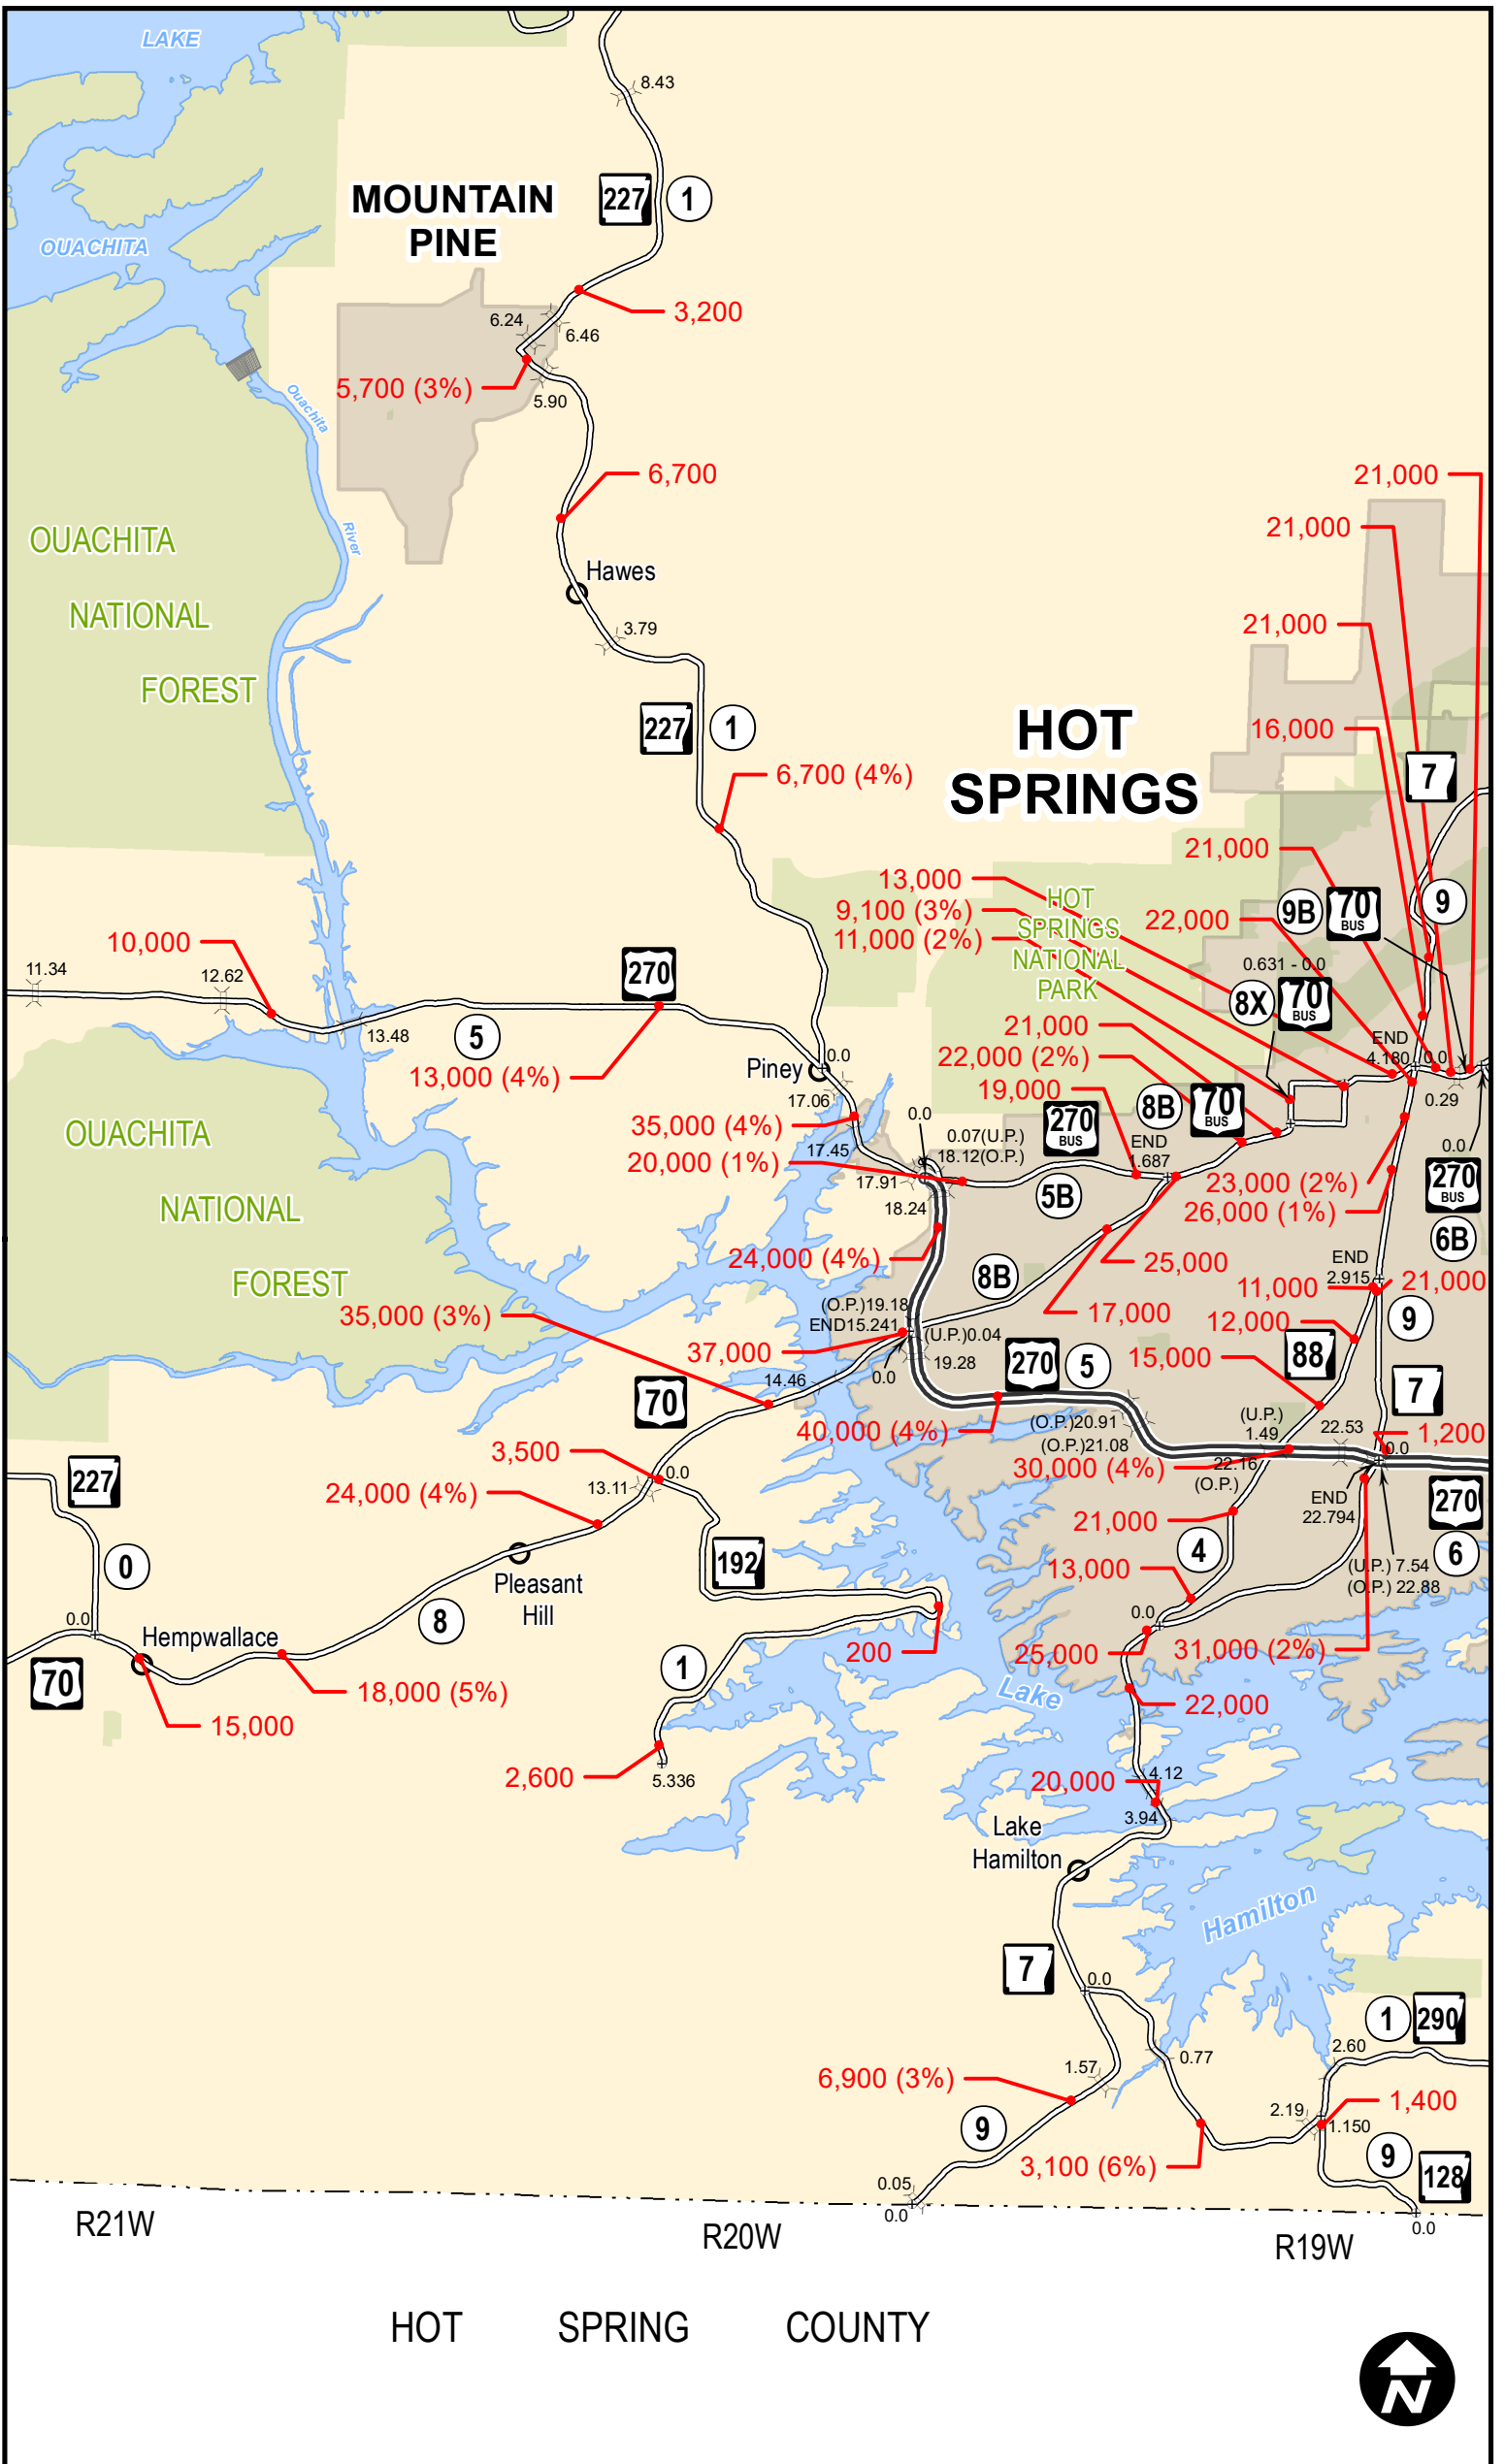 LAKE
8.43
MOUNTAIN
PINE
227
1
OUACHITA
3,200
6.24
6.46
5,700 (3%)
5.90
Ouachita
6,700
21,000
21,000
OUACHITA
River
Hawes
NATIONAL
3.79
21,000
FOREST
227
1
HOT
SPRINGS
16,000
6,700 (4%)
7
21,000
13,000
9,100 (3%)
11,000 (2%)
HOT
SPRINGS
NATIONAL
PARK
22,000
9B
70
BUS
9
10,000
11.34
12.62
270
0.631 - 0.0
8X
70
BUS
13.48
5
21,000
END
4.180
0.0
22,000 (2%)
13,000 (4%)
Piney
0.0
19,000
17.06
0.29
35,000 (4%)
0.0
270
BUS
8B
70
BUS
OUACHITA
17.45
0.07(U.P.)
18.12(O.P.)
END
1.687
0.0
20,000 (1%)
17.91
5B
23,000 (2%)
270
BUS
NATIONAL
18.24
26,000 (1%)
6B
24,000 (4%)
25,000
END
2.915
FOREST
8B
11,000
21,000
35,000 (3%)
(O.P.)19.18
END15.241
17,000
12,000
9
37,000
(U.P.)0.04
19.28
0.0
270
5
15,000
88
14.46
70
7
40,000 (4%)
(O.P.)20.91
(U.P.)
1.49
22.53
1,200
3,500
(O.P.)21.08
0.0
227
13.11
0.0
30,000 (4%)
22.16
(O.P.)
24,000 (4%)
END
22.794
270
21,000
0
192
4
(U.P.) 7.54
(O.P.) 22.88
6
Pleasant
Hill
13,000
0.0
8
0.0
Hempwallace
200
25,000
31,000 (2%)
70
1
18,000 (5%)
Lake
22,000
15,000
2,600
5.336
20,000
4.12
3.94
Lake
Hamilton
Hamilton
7
0.0
1
290
2.60
0.77
1.57
6,900 (3%)
1,400
2.19
1.150
9
3,100 (6%)
9
128
0.05
0.0
0.0
R21W
R20W
R19W
HOT SPRING COUNTY
N